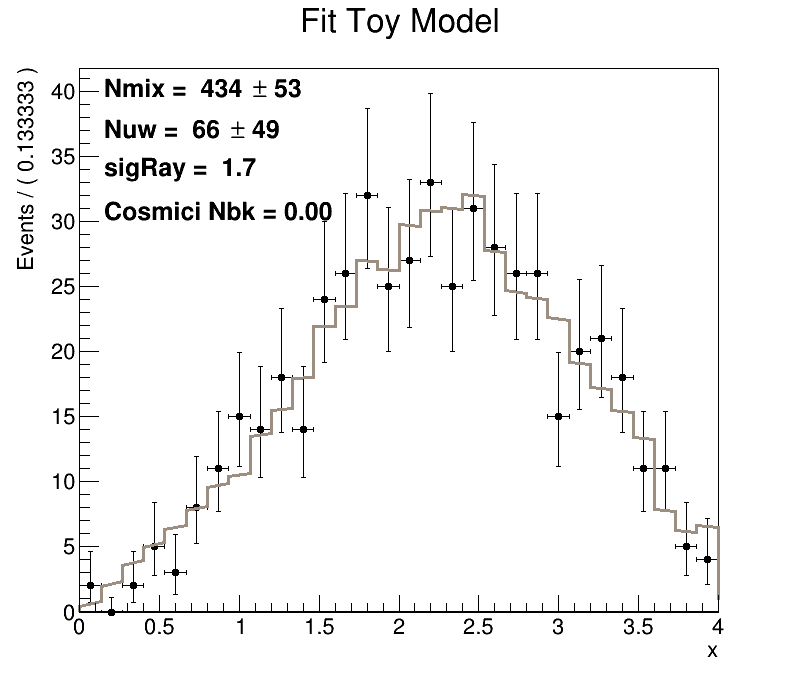 Fit Toy Model
Events / ( 0.133333 )
Nmix = 434 ± 53
Nuw = 66 ± 49
sigRay = 1.7
Cosmici Nbk = 0.00
40
35
30
25
20
15
10
5
0
0 0.5 1 1.5 2 2.5 3 3.5 4
x